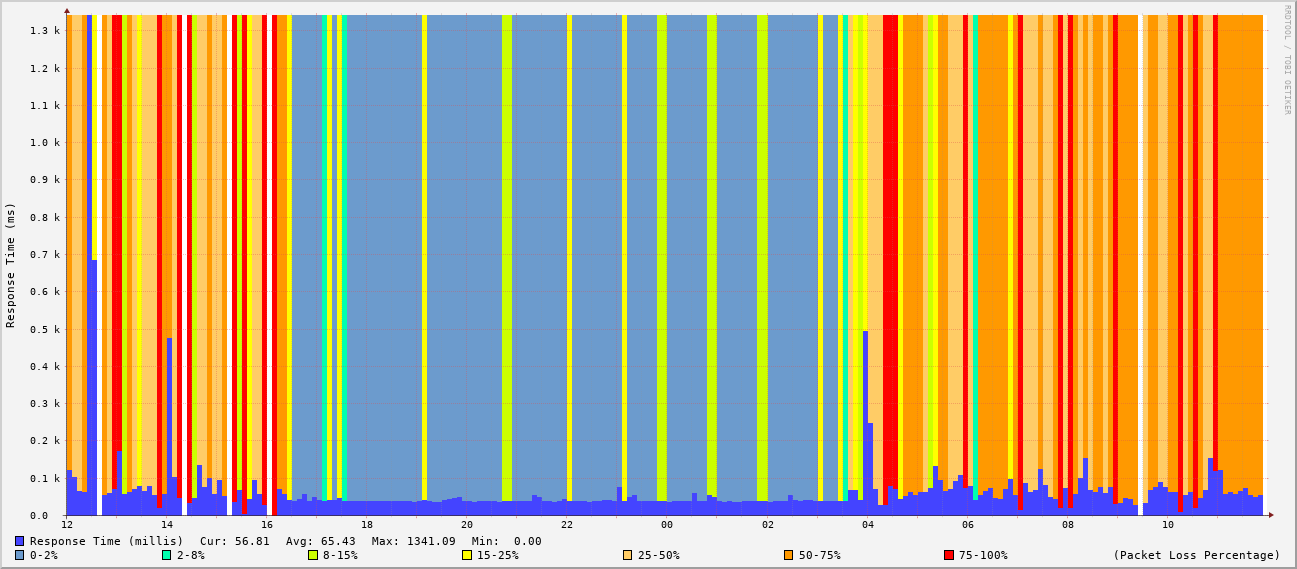 RRDTOOL / TOBI OETIKER
Response Time (ms)
1.3 k
1.2 k
1.1 k
1.0 k
0.9 k
0.8 k
0.7 k
0.6 k
0.5 k
0.4 k
0.3 k
0.2 k
0.1 k
0.0
12 14 16 18 20 22 00 02 04 06 08 10
Response Time (millis) Cur: 56.81 Avg: 65.43 Max: 1341.09 Min: 0.00
0-2% 2-8% 8-15% 15-25% 25-50% 50-75% 75-100% (Packet Loss Percentage)